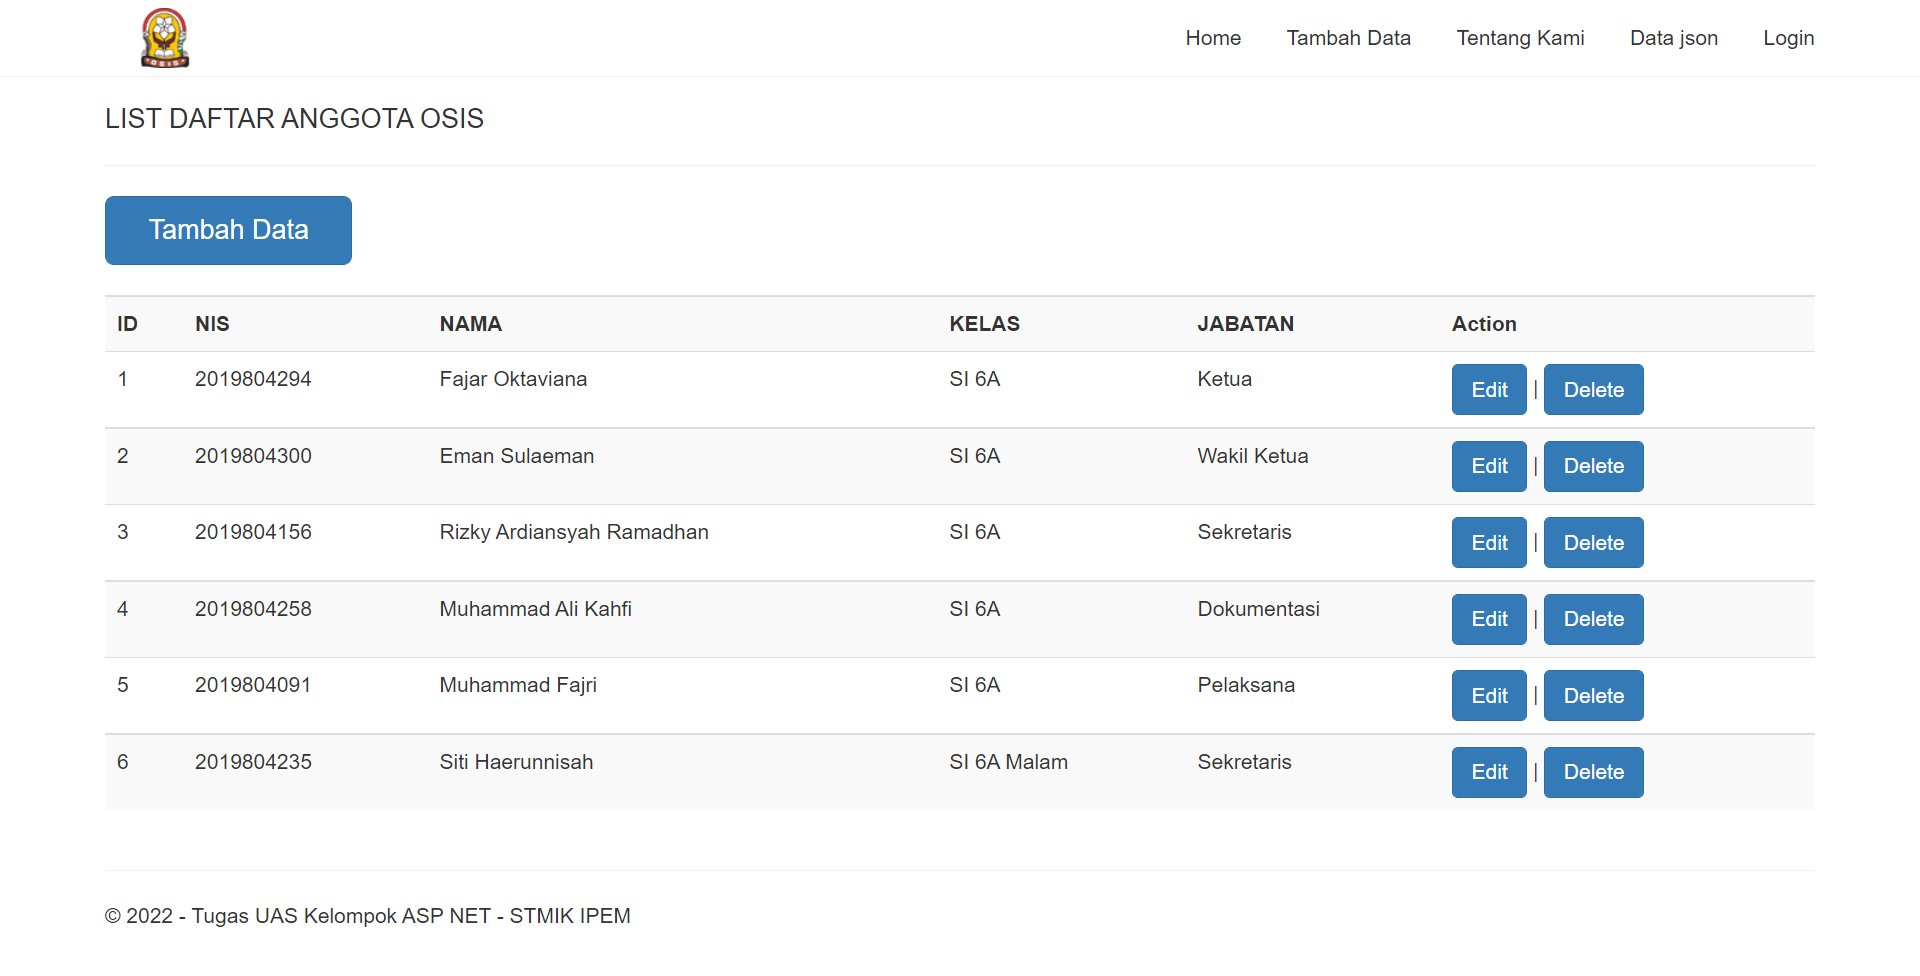 OSIS
Home Tambah Data Tentang Kami Data json Login
LIST DAFTAR ANGGOTA OSIS
Tambah Data
ID NIS NAMA KELAS JABATAN Action
1 2019804294 Fajar Oktaviana SI 6A Ketua Edit | Delete
2 2019804300 Eman Sulaeman SI 6A Wakil Ketua Edit | Delete
3 2019804156 Rizky Ardiansyah Ramadhan SI 6A Sekretaris Edit | Delete
4 2019804258 Muhammad Ali Kahfi SI 6A Dokumentasi Edit | Delete
5 2019804091 Muhammad Fajri SI 6A Pelaksana Edit | Delete
6 2019804235 Siti Haerunnisah SI 6A Malam Sekretaris Edit | Delete
© 2022 - Tugas UAS Kelompok ASP NET - STMIK IPEM